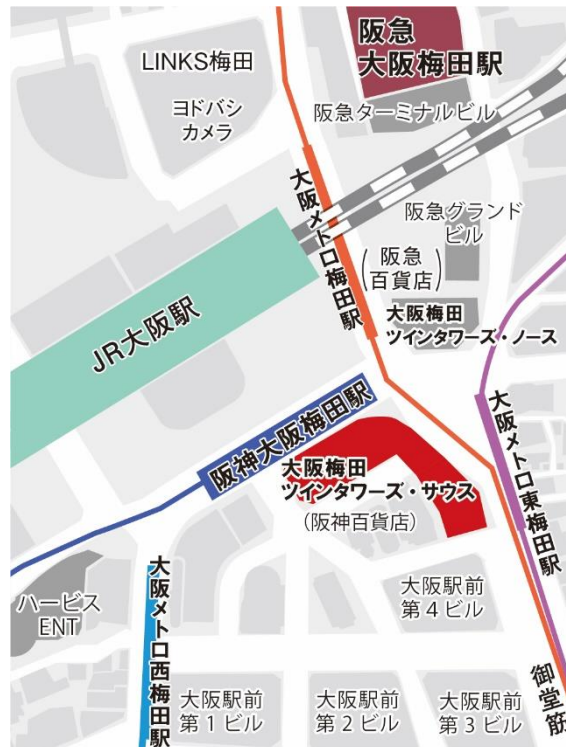 阪急
大阪梅田駅
LINKS梅田
ヨドバシ
カメラ
阪急ターミナルビル
大阪メトロ梅田駅
阪急グランド
ビル
(阪急
百貨店)
大阪梅田
ツインタワーズ・ノース
JR大阪駅
阪神大阪梅田駅
大阪梅田
ツインタワーズ・サウス
(阪神百貨店)
大阪メトロ東梅田駅
ハービス
ENT
大阪メトロ西梅田駅
大阪駅前
第4ビル
大阪駅前
第1ビル
大阪駅前
第2ビル
大阪駅前
第3ビル
御堂筋